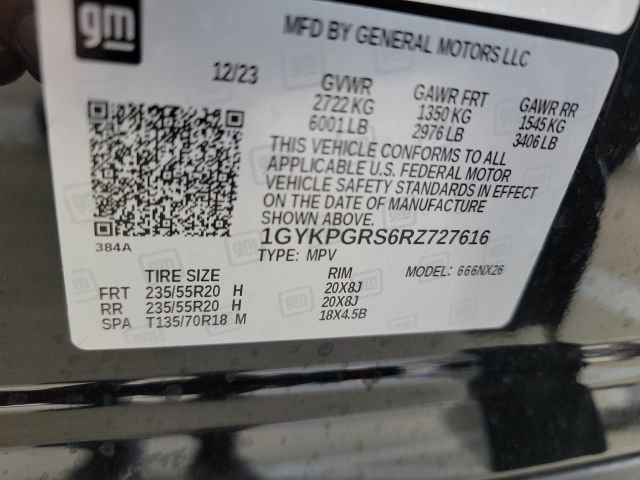 gm
MFD BY GENERAL MOTORS LLC
12/23 GVWR GAWR FRT GAWR RR
2722 KG 1350 KG 1545 KG
6001 LB 2976 LB 3406 LB
THIS VEHICLE CONFORMS TO ALL
APPLICABLE U.S. FEDERAL MOTOR
VEHICLE SAFETY STANDARDS IN EFFECT
ON THE DATE OF MANUFACTURE
SHOWN ABOVE.
1GYKPGRS6RZ727616
384A
TYPE: MPV MODEL: 666NX26
TIRE SIZE RIM
FRT 235/55R20 H 20X8J
RR 235/55R20 H 20X8J
SPA T135/70R18 M 18X4.5B